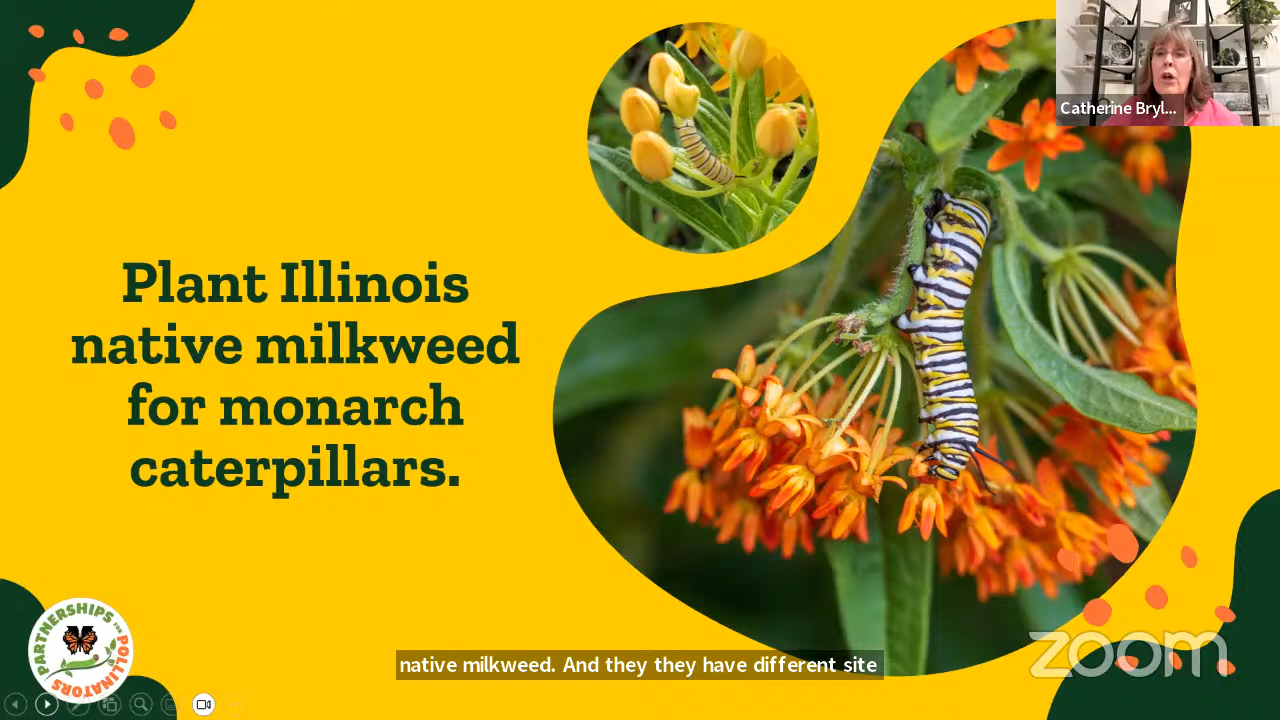 Catherine Bryl...
Plant Illinois
native milkweed
for monarch
caterpillars.
PARTNERSHIPS FOR
POLLINATORS
native milkweed. And they they have different site
zoom